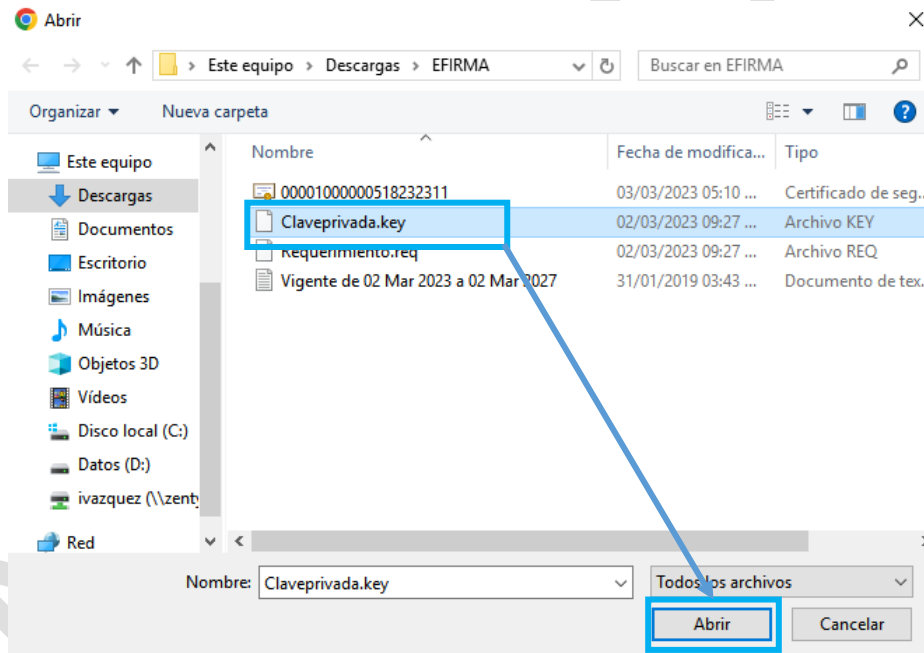 Abrir
Este equipo > Descargas > EFIRMA
Buscar en EFIRMA
Organizar
Nueva carpeta
Nombre
Fecha de modifica...
Tipo
Este equipo
Descargas
Documentos
Escritorio
Imágenes
Música
Objetos 3D
Vídeos
Disco local (C:)
Datos (D:)
ivazquez (\\zenty
Red
00001000000518232311 03/03/2023 05:10 ... Certificado de seg...
Claveprivada.key 02/03/2023 09:27 ... Archivo KEY
Requerimiento.req 02/03/2023 09:27 ... Archivo REQ
Vigente de 02 Mar 2023 a 02 Mar 2027 31/01/2019 03:43 ... Documento de tex.
Nombre: Claveprivada.key
Todos los archivos
Abrir
Cancelar